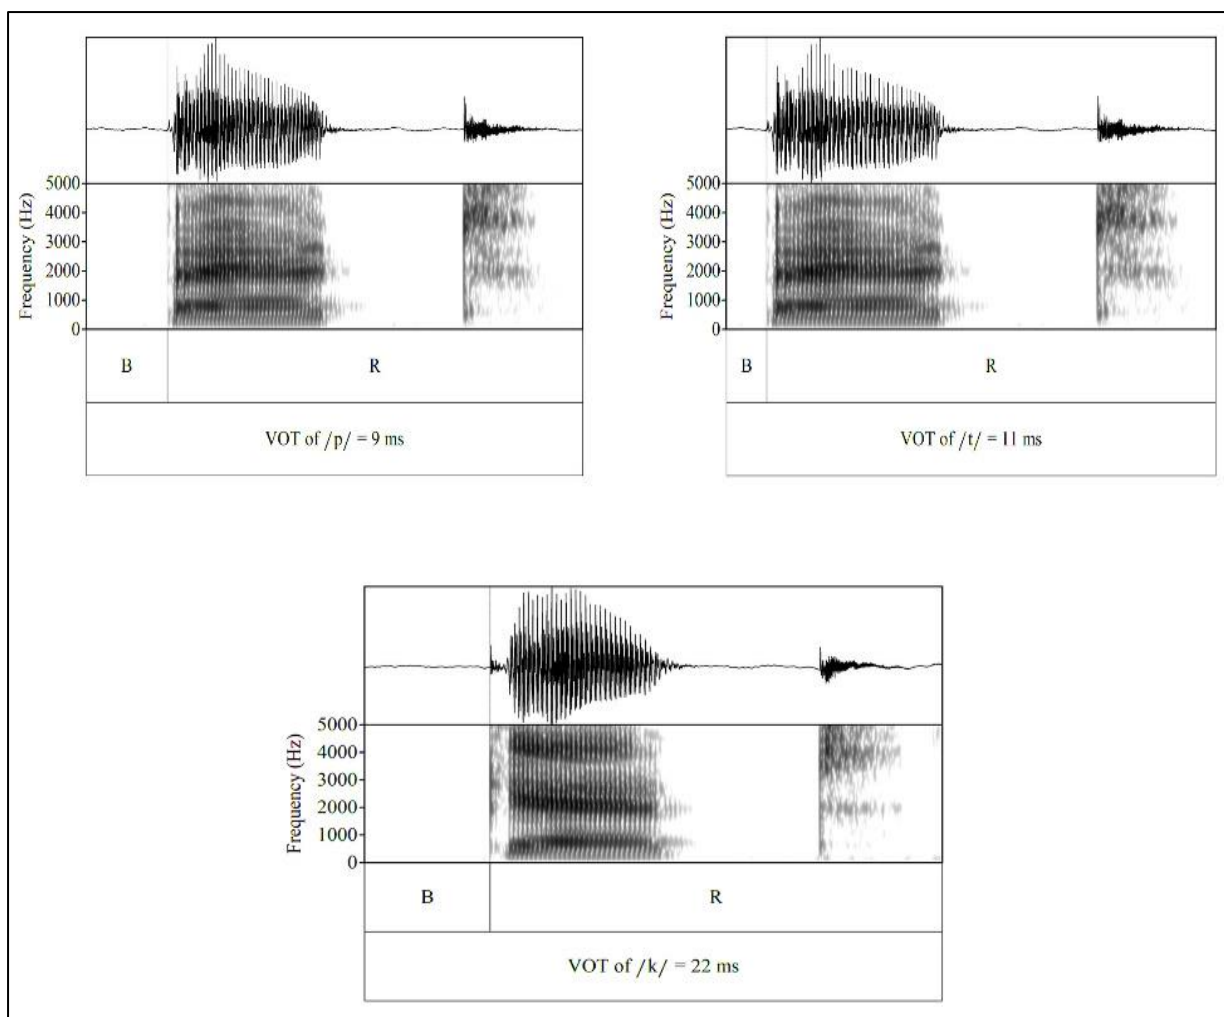 5000
4000
3000
2000
1000
0
Frequency (Hz)
B
R
VOT of /p/ = 9 ms
5000
4000
3000
2000
1000
0
Frequency (Hz)
B
R
VOT of /t/ = 11 ms
5000
4000
3000
2000
1000
0
Frequency (Hz)
B
R
VOT of /k/ = 22 ms